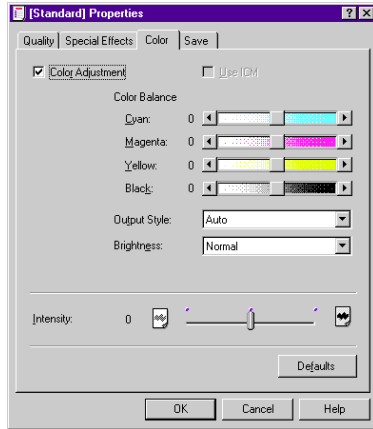 [Standard] Properties
Quality Special Effects Color Save
Color Adjustment Use ICM
Color Balance
Cyan: 0
Magenta: 0
Yellow: 0
Black: 0
Output Style: Auto
Brightness: Normal
Intensity: 0
Defaults
OK Cancel Help